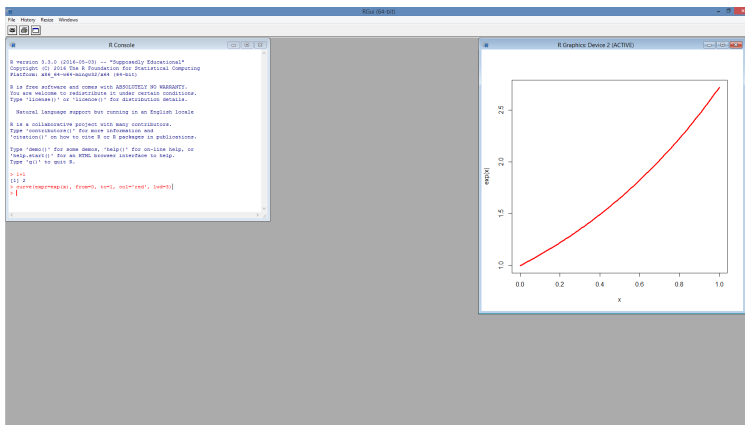 RGui (64-bit)
File History Resize Windows
R Console
R version 3.3.0 (2016-05-03) -- "Supposedly Educational"
Copyright (C) 2016 The R Foundation for Statistical Computing
Platform: x86_64-w64-mingw32/x64 (64-bit)
R is free software and comes with ABSOLUTELY NO WARRANTY.
You are welcome to redistribute it under certain conditions.
Type 'license()' or 'licence()' for distribution details.
Natural language support but running in an English locale
R is a collaborative project with many contributors.
Type 'contributors()' for more information and
'citation()' on how to cite R or R packages in publications.
Type 'demo()' for some demos, 'help()' for on-line help, or
'help.start()' for an HTML browser interface to help.
Type 'q()' to quit R.
> 1+1
[1] 2
> curve(expr=exp(x), from=0, to=1, col='red', lwd=3)
>
R Graphics: Device 2 (ACTIVE)
exp(x)
2.5
2.0
1.5
1.0
0.0 0.2 0.4 0.6 0.8 1.0
x